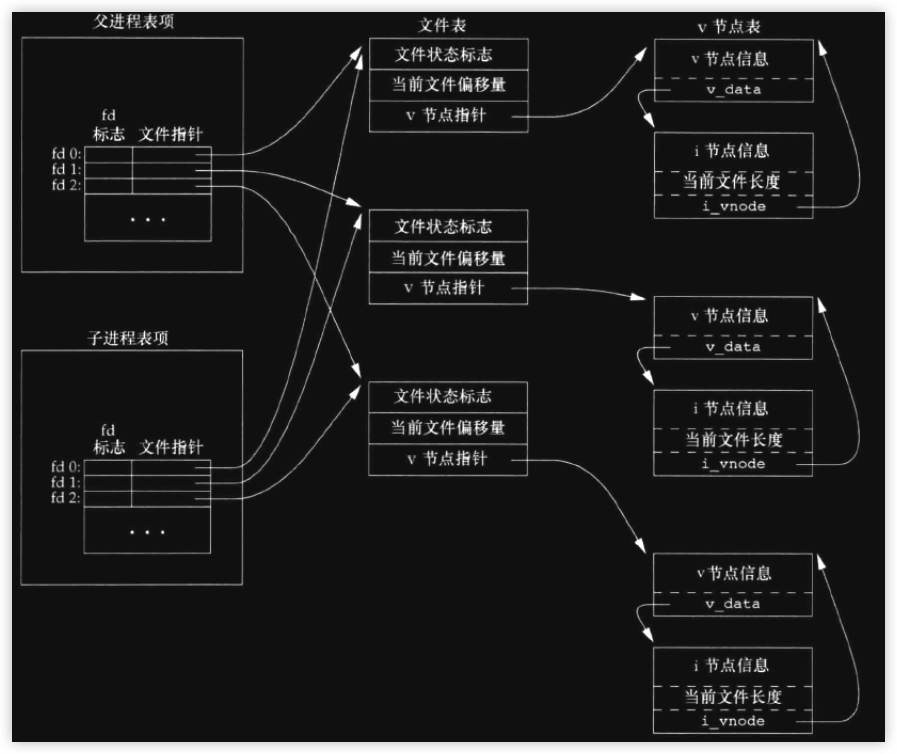 父进程表项
fd
标志 文件指针
fd 0:
fd 1:
fd 2:
...
子进程表项
fd
标志 文件指针
fd 0:
fd 1:
fd 2:
...
文件表
文件状态标志
当前文件偏移量
v 节点指针
文件状态标志
当前文件偏移量
v 节点指针
文件状态标志
当前文件偏移量
v 节点指针
v 节点表
v 节点信息
v_data
i 节点信息
当前文件长度
i_vnode
v 节点信息
v_data
i 节点信息
当前文件长度
i_vnode
v节点信息
v_data
i 节点信息
当前文件长度
i_vnode